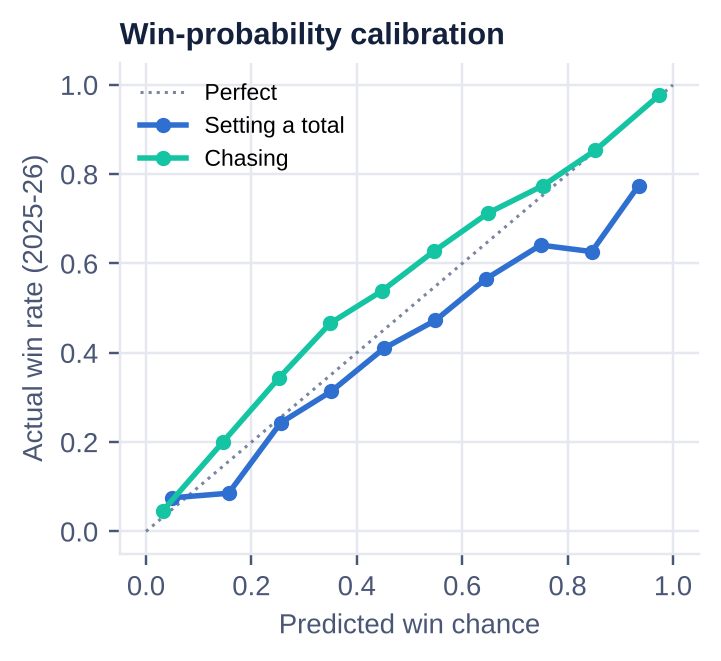 Win-probability calibration
Perfect
Setting a total
Chasing
Actual win rate (2025-26)
1.0
0.8
0.6
0.4
0.2
0.0
0.0 0.2 0.4 0.6 0.8 1.0
Predicted win chance